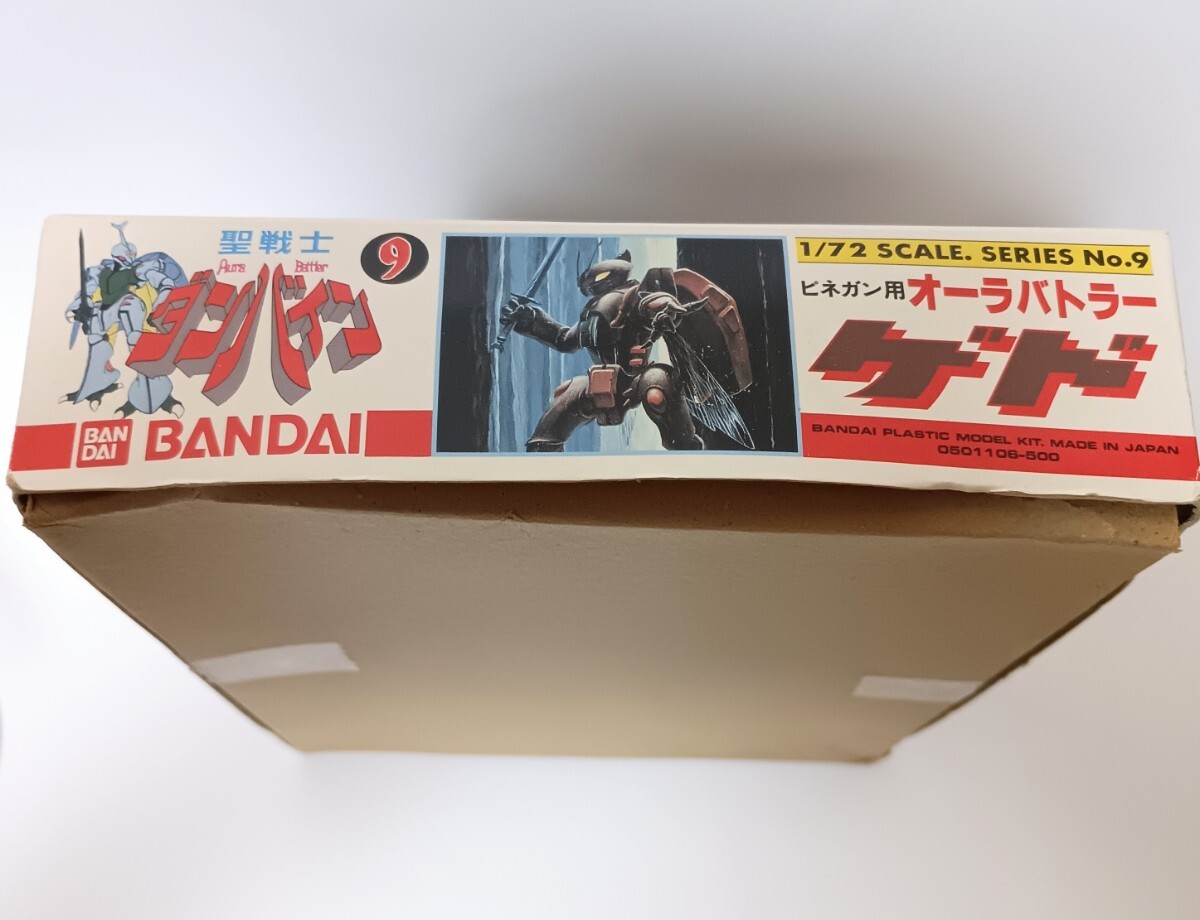 聖戦士
Aura Battler
ダンバイン
9
BAN
DAI
BANDAI
1/72 SCALE. SERIES No.9
ビネガン用オーラバトラー
ゲド
BANDAI PLASTIC MODEL KIT. MADE IN JAPAN
0501106-500